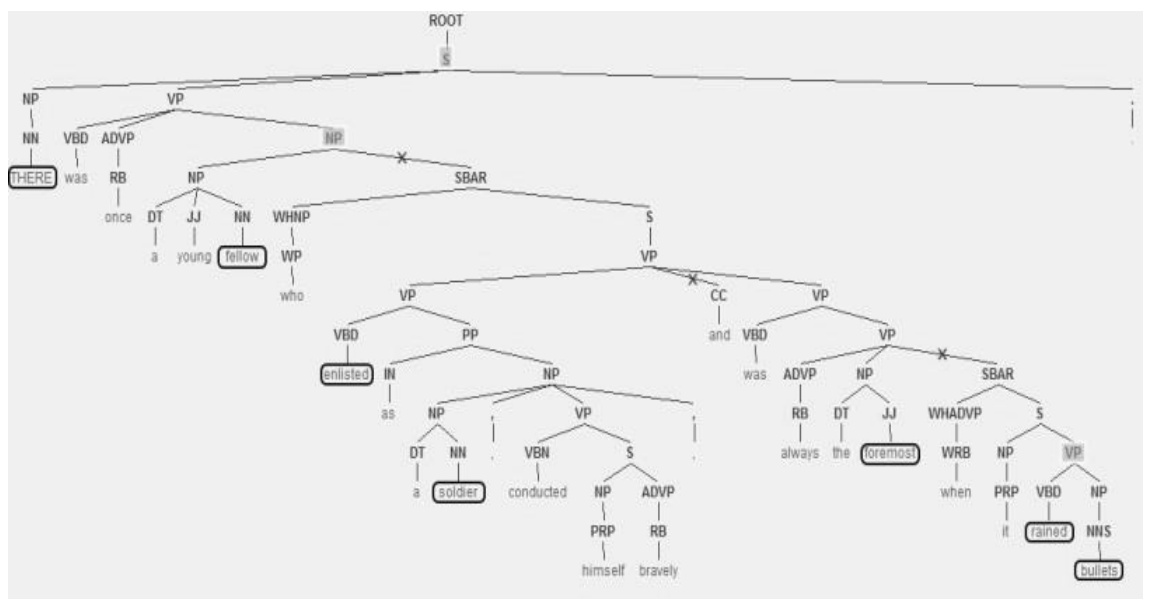 ROOT
S
NP VP .
NN VBD ADVP NP
THERE was RB NP SBAR
once DT JJ NN WHNP S
a young fellow WP VP
who VP CC VP
VBD PP and VBD VP
enlisted IN NP was ADVP NP SBAR
as NP , VP , RB DT JJ WHADVP S
DT NN , VBN S , always the foremost WRB NP VP
a soldier conducted NP ADVP when PRP VBD NP
PRP RB it rained NNS
himself bravely bullets